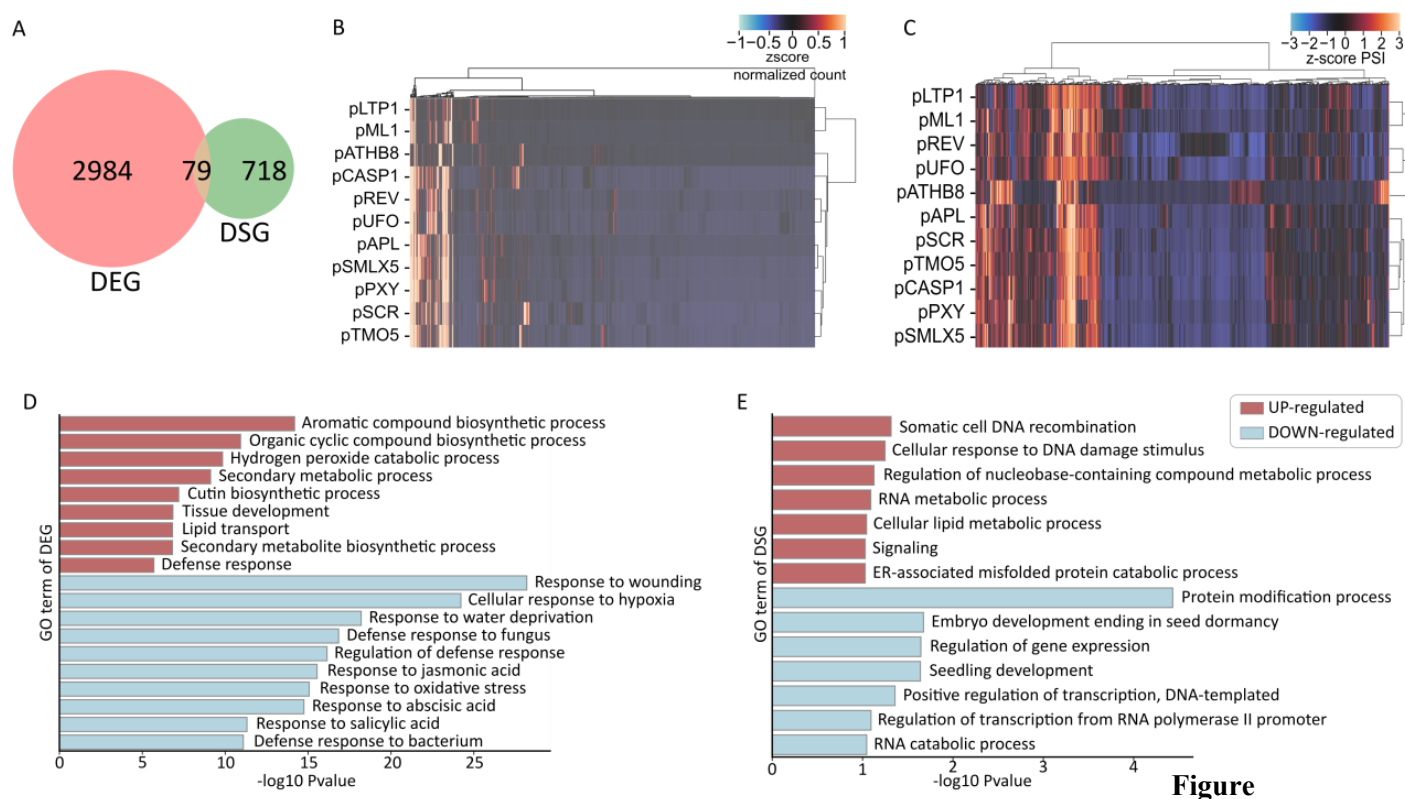 A
2984
79
718
DSG
DEG
B
−1−0.5 0 0.5 1
zscore
normalized count
pLTP1
pML1
pATHB8
pCASP1
pREV
pUFO
pAPL
pSMLX5
pPXY
pSCR
pTMO5
C
−3−2−1 0 1 2 3
z-score PSI
pLTP1
pML1
pREV
pUFO
pATHB8
pAPL
pSCR
pTMO5
pCASP1
pPXY
pSMLX5
D
GO term of DEG
Aromatic compound biosynthetic process
Organic cyclic compound biosynthetic process
Hydrogen peroxide catabolic process
Secondary metabolic process
Cutin biosynthetic process
Tissue development
Lipid transport
Secondary metabolite biosynthetic process
Defense response
Response to wounding
Cellular response to hypoxia
Response to water deprivation
Defense response to fungus
Regulation of defense response
Response to jasmonic acid
Response to oxidative stress
Response to abscisic acid
Response to salicylic acid
Defense response to bacterium
0 5 10 15 20 25
-log10 Pvalue
E
UP-regulated
DOWN-regulated
GO term of DSG
Somatic cell DNA recombination
Cellular response to DNA damage stimulus
Regulation of nucleobase-containing compound metabolic process
RNA metabolic process
Cellular lipid metabolic process
Signaling
ER-associated misfolded protein catabolic process
Protein modification process
Embryo development ending in seed dormancy
Regulation of gene expression
Seedling development
Positive regulation of transcription, DNA-templated
Regulation of transcription from RNA polymerase II promoter
RNA catabolic process
0 1 2 3 4
-log10 Pvalue
Figure